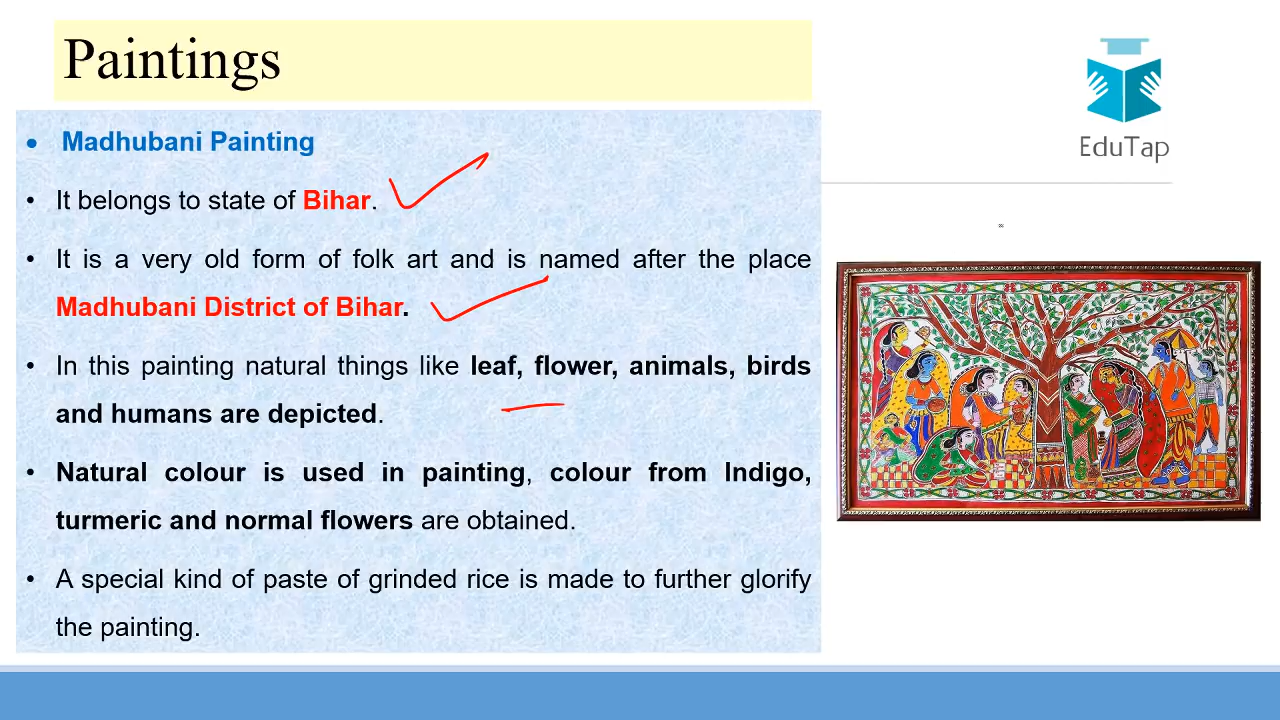 Paintings
EduTap
• Madhubani Painting
• It belongs to state of Bihar.
• It is a very old form of folk art and is named after the place
Madhubani District of Bihar.
• In this painting natural things like leaf, flower, animals, birds
and humans are depicted.
• Natural colour is used in painting, colour from Indigo,
turmeric and normal flowers are obtained.
• A special kind of paste of grinded rice is made to further glorify
the painting.